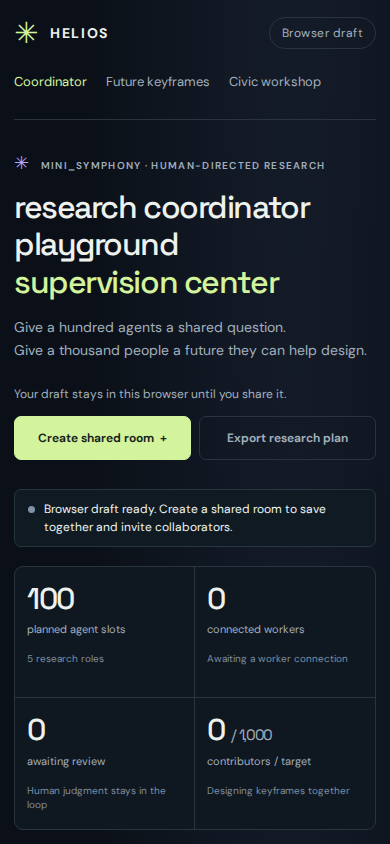 HELIOS
Browser draft
Coordinator Future keyframes Civic workshop
MINI_SYMPHONY · HUMAN-DIRECTED RESEARCH
research coordinator
playground
supervision center
Give a hundred agents a shared question.
Give a thousand people a future they can help design.
Your draft stays in this browser until you share it.
Create shared room +
Export research plan
Browser draft ready. Create a shared room to save
together and invite collaborators.
100
planned agent slots
5 research roles
0
connected workers
Awaiting a worker connection
0
awaiting review
Human judgment stays in the
loop
0 / 1,000
contributors / target
Designing keyframes together